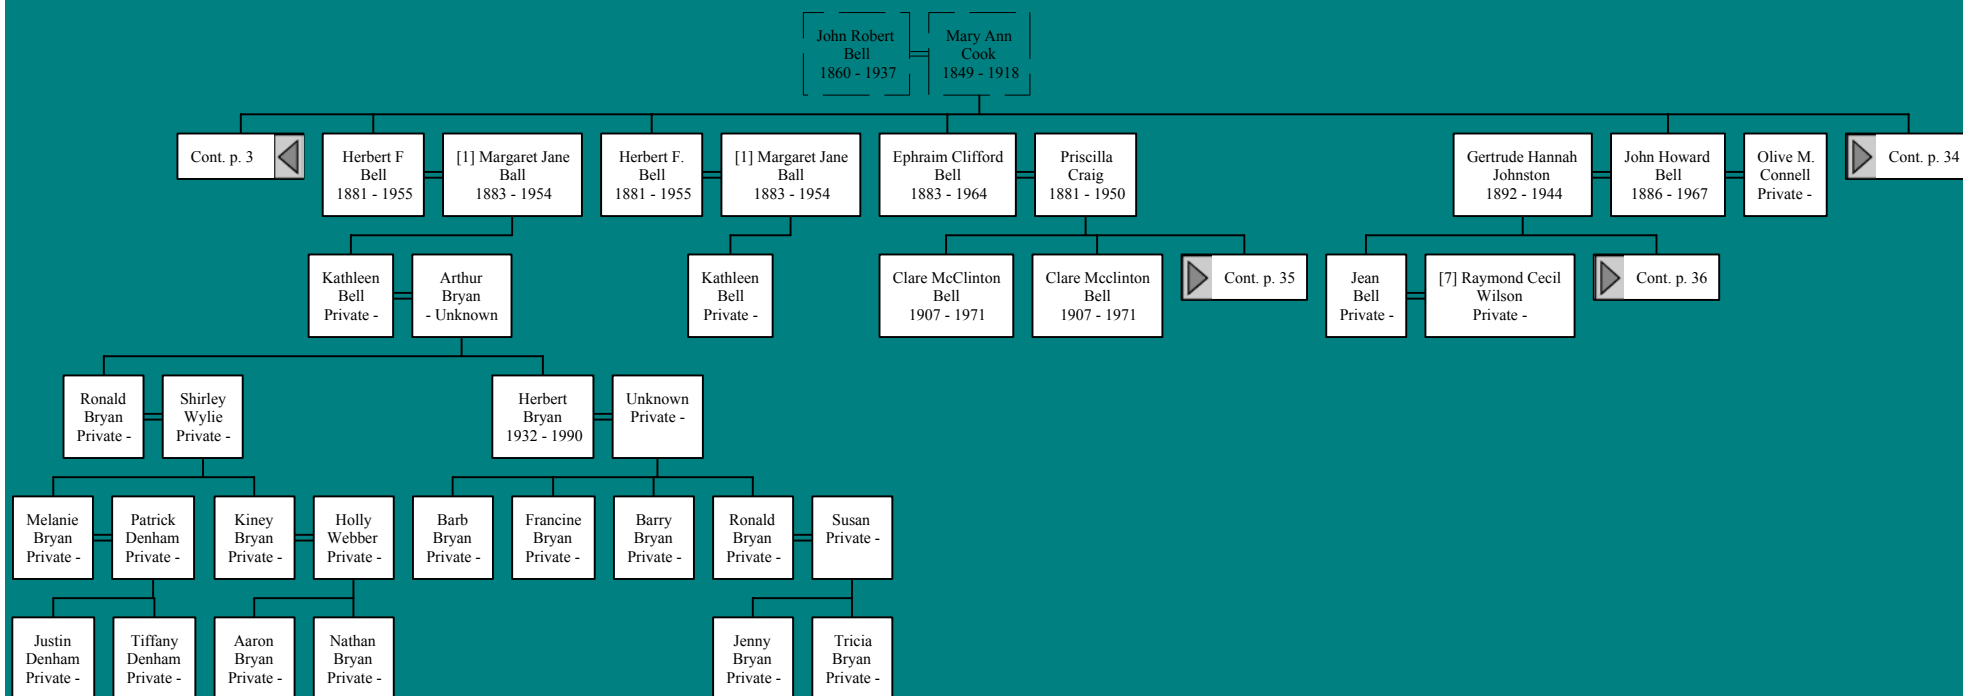 John Robert
Bell
1860 - 1937
Mary Ann
Cook
1849 - 1918
Cont. p. 3
Herbert F
Bell
1881 - 1955
[1] Margaret Jane
Ball
1883 - 1954
Herbert F.
Bell
1881 - 1955
[1] Margaret Jane
Ball
1883 - 1954
Ephraim Clifford
Bell
1883 - 1964
Priscilla
Craig
1881 - 1950
Gertrude Hannah
Johnston
1892 - 1944
John Howard
Bell
1886 - 1967
Olive M.
Connell
Private -
Cont. p. 34
Kathleen
Bell
Private -
Arthur
Bryan
- Unknown
Kathleen
Bell
Private -
Clare McClinton
Bell
1907 - 1971
Clare Mcclinton
Bell
1907 - 1971
Cont. p. 35
Jean
Bell
Private -
[7] Raymond Cecil
Wilson
Private -
Cont. p. 36
Ronald
Bryan
Private -
Shirley
Wylie
Private -
Herbert
Bryan
1932 - 1990
Unknown
Private -
Melanie
Bryan
Private -
Patrick
Denham
Private -
Kiney
Bryan
Private -
Holly
Webber
Private -
Barb
Bryan
Private -
Francine
Bryan
Private -
Barry
Bryan
Private -
Ronald
Bryan
Private -
Susan
Private -
Justin
Denham
Private -
Tiffany
Denham
Private -
Aaron
Bryan
Private -
Nathan
Bryan
Private -
Jenny
Bryan
Private -
Tricia
Bryan
Private -